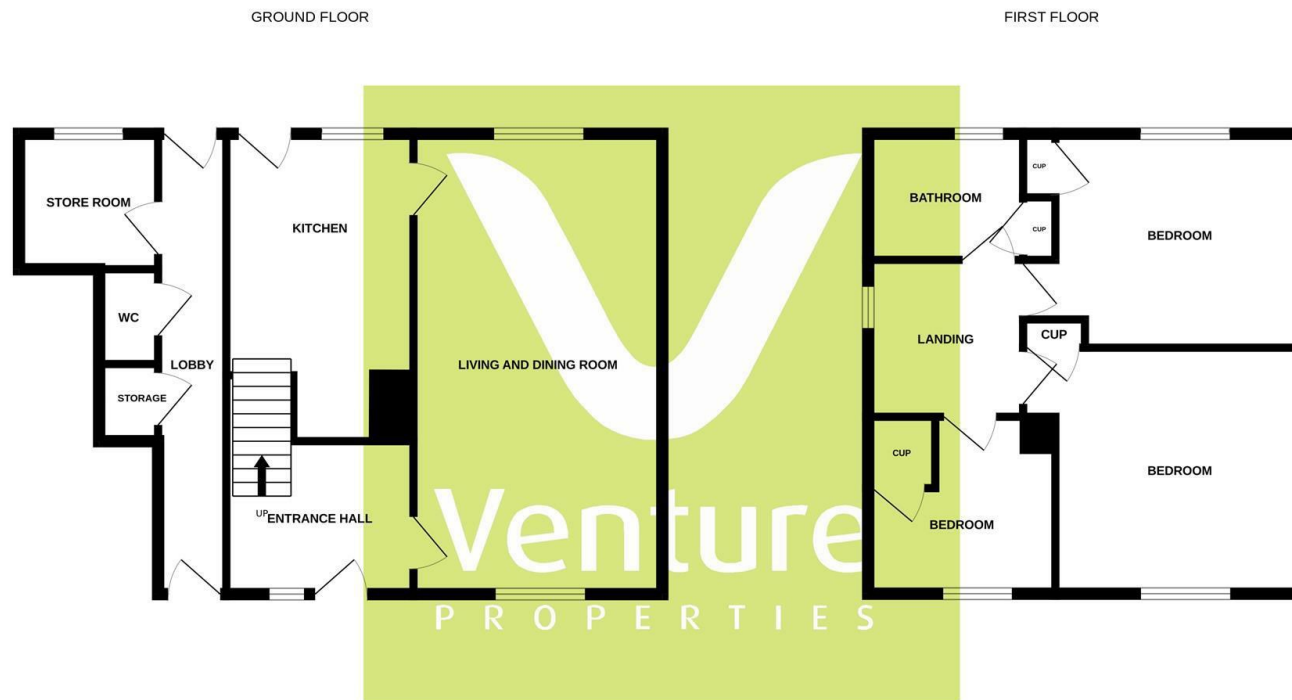 GROUND FLOOR
FIRST FLOOR
STORE ROOM
KITCHEN
WC
LOBBY
STORAGE
LIVING AND DINING ROOM
UP
ENTRANCE HALL
BATHROOM
CUP
CUP
BEDROOM
LANDING
CUP
CUP
BEDROOM
BEDROOM
Venture
PROPERTIES